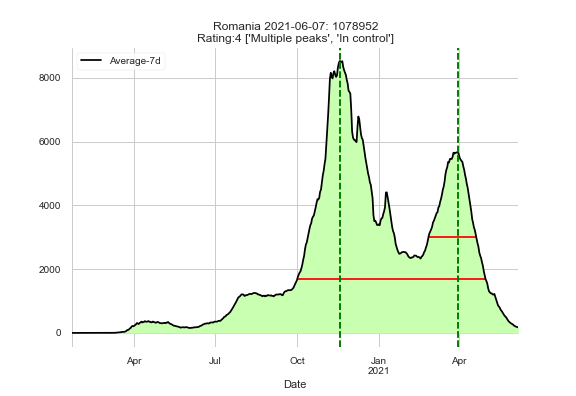 Romania 2021-06-07: 1078952
Rating:4 ['Multiple peaks', 'In control']
Average-7d
8000
6000
4000
2000
0
Apr
Jul
Oct
Jan
2021
Apr
Date